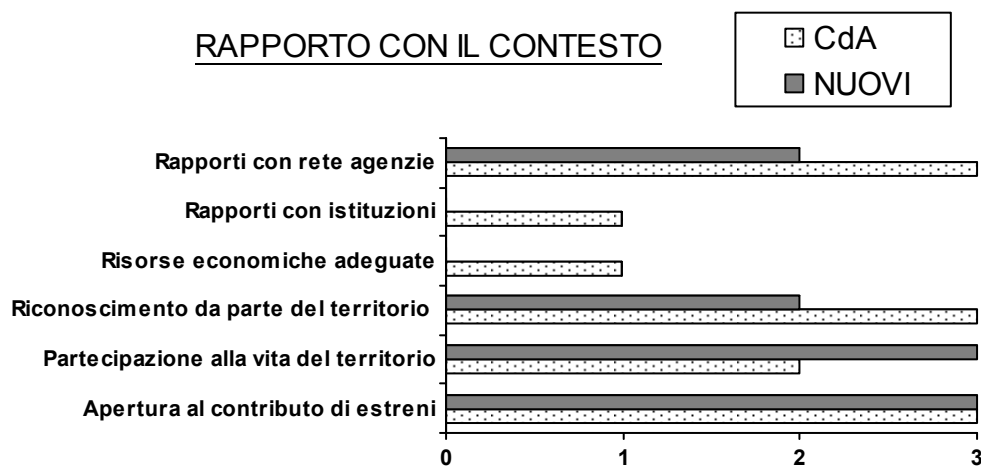 RAPPORTO CON IL CONTESTO
CdA
NUOVI
Rapporti con rete agenzie
Rapporti con istituzioni
Risorse economiche adeguate
Riconoscimento da parte del territorio
Partecipazione alla vita del territorio
Apertura al contributo di estreni
0 1 2 3